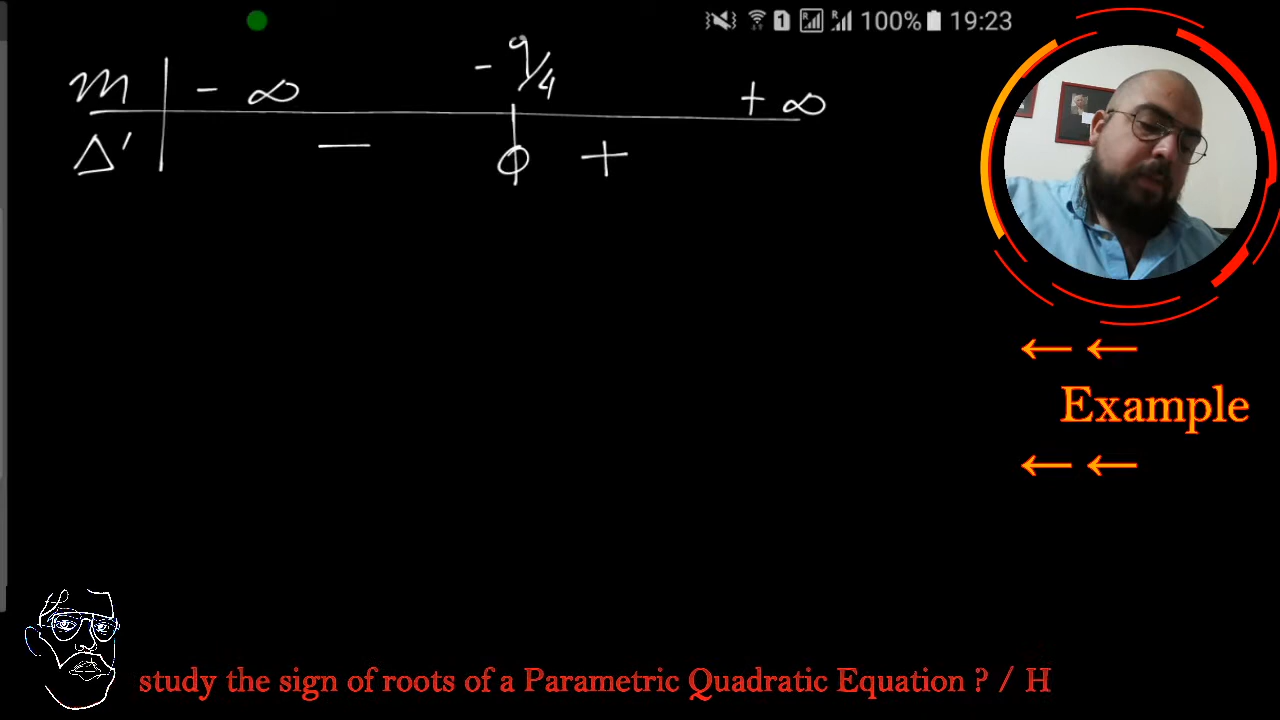 100% 19:23
m - ∞ - 9/4 + ∞
Δ' — 0 +
← ←
Example
← ←
study the sign of roots of a Parametric Quadratic Equation ? / H